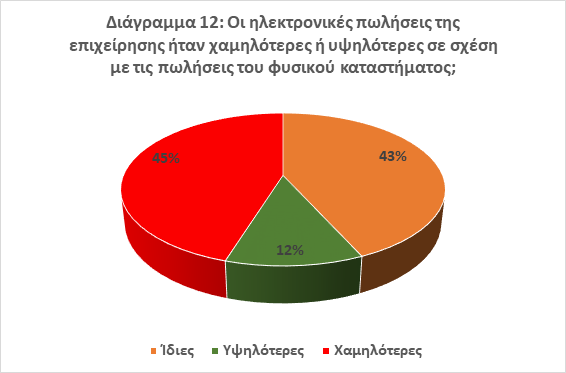 Διάγραμμα 12: Οι ηλεκτρονικές πωλήσεις της
επιχείρησης ήταν χαμηλότερες ή υψηλότερες σε σχέση
με τις πωλήσεις του φυσικού καταστήματος;
45%
43%
12%
Ίδιες Υψηλότερες Χαμηλότερες